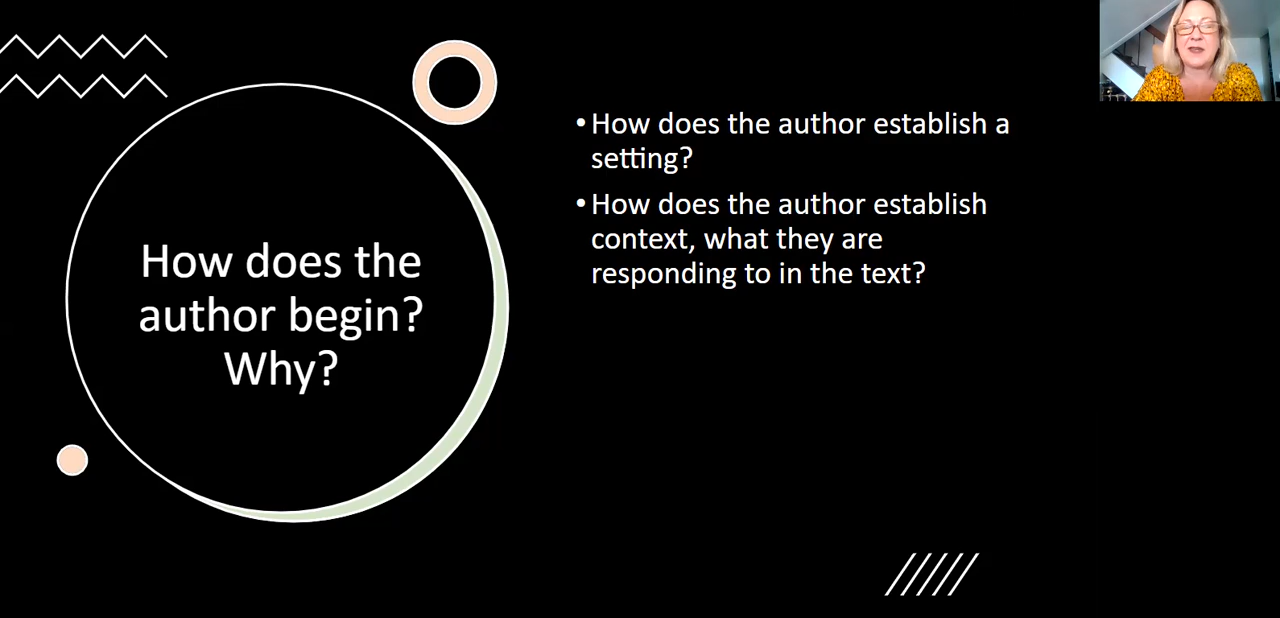 How does the
author begin?
Why?
• How does the author establish a
setting?
• How does the author establish
context, what they are
responding to in the text?